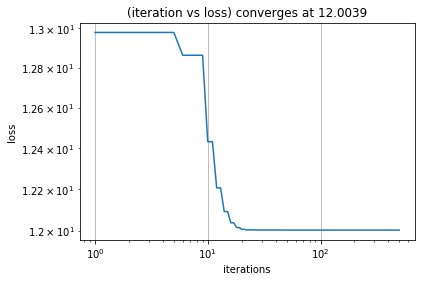 (iteration vs loss) converges at 12.0039
1.3 × 10¹
1.28 × 10¹
1.26 × 10¹
1.24 × 10¹
1.22 × 10¹
1.2 × 10¹
loss
10⁰
10¹
10²
iterations